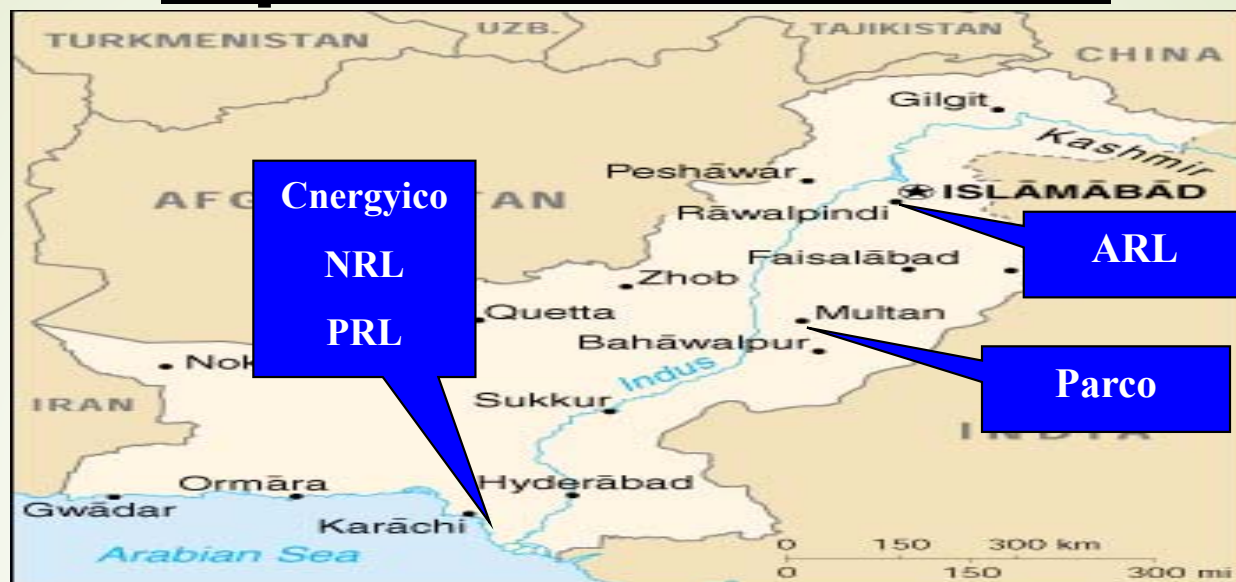 TURKMENISTAN
UZB.
TAJIKISTAN
CHINA
Gilgit
Kashmir
Peshāwar
ISLĀMĀBĀD
Rāwalpindi
Cnergyico
NRL
PRL
ARL
Faisalābad
Zhob
Quetta
Multan
Bahāwalpur
Parco
Indus
IRAN
Sukkur
Ormāra
Hyderābad
Gwādar
Karāchi
Arabian Sea
0 150 300 km
0 150 300 mi